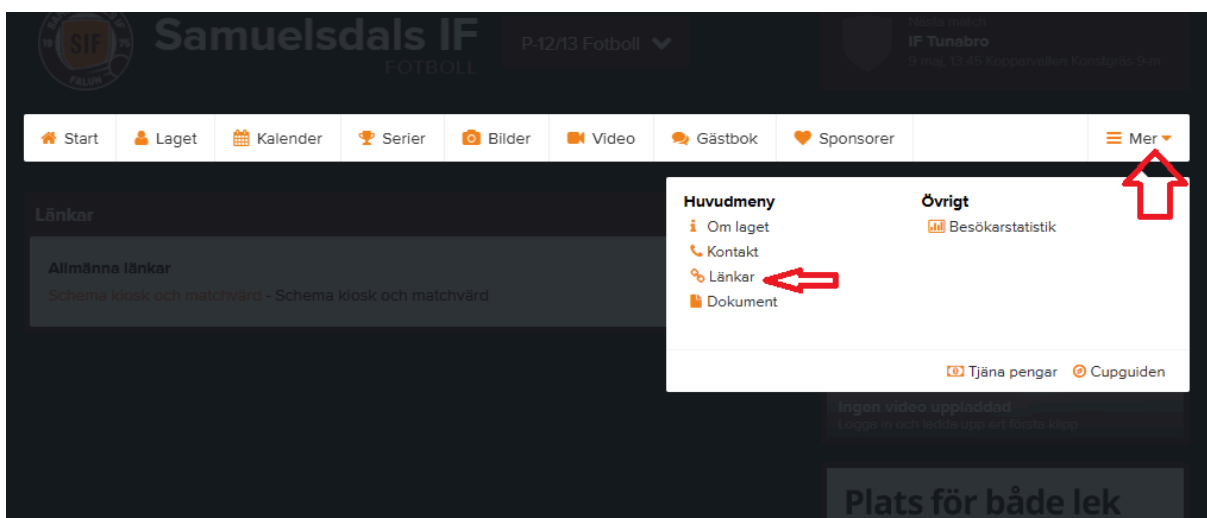 SIF
FALUN
Samuelsdals IF
FOTBOLL
P-12/13 Fotboll
Nästa match
IF Tunabro
9 maj, 13:45 Kopparvallen Konstgräs 9-m
Start
Laget
Kalender
Serier
Bilder
Video
Gästbok
Sponsorer
Mer
Huvudmeny
Om laget
Kontakt
Länkar
Dokument
Övrigt
Besökarstatistik
Tjäna pengar
Cupguiden
Länkar
Allmänna länkar
Schema kiosk och matchvärd - Schema kiosk och matchvärd
Ingen video uppladdad
Logga in och ladda upp ert första klipp
Plats för både lek